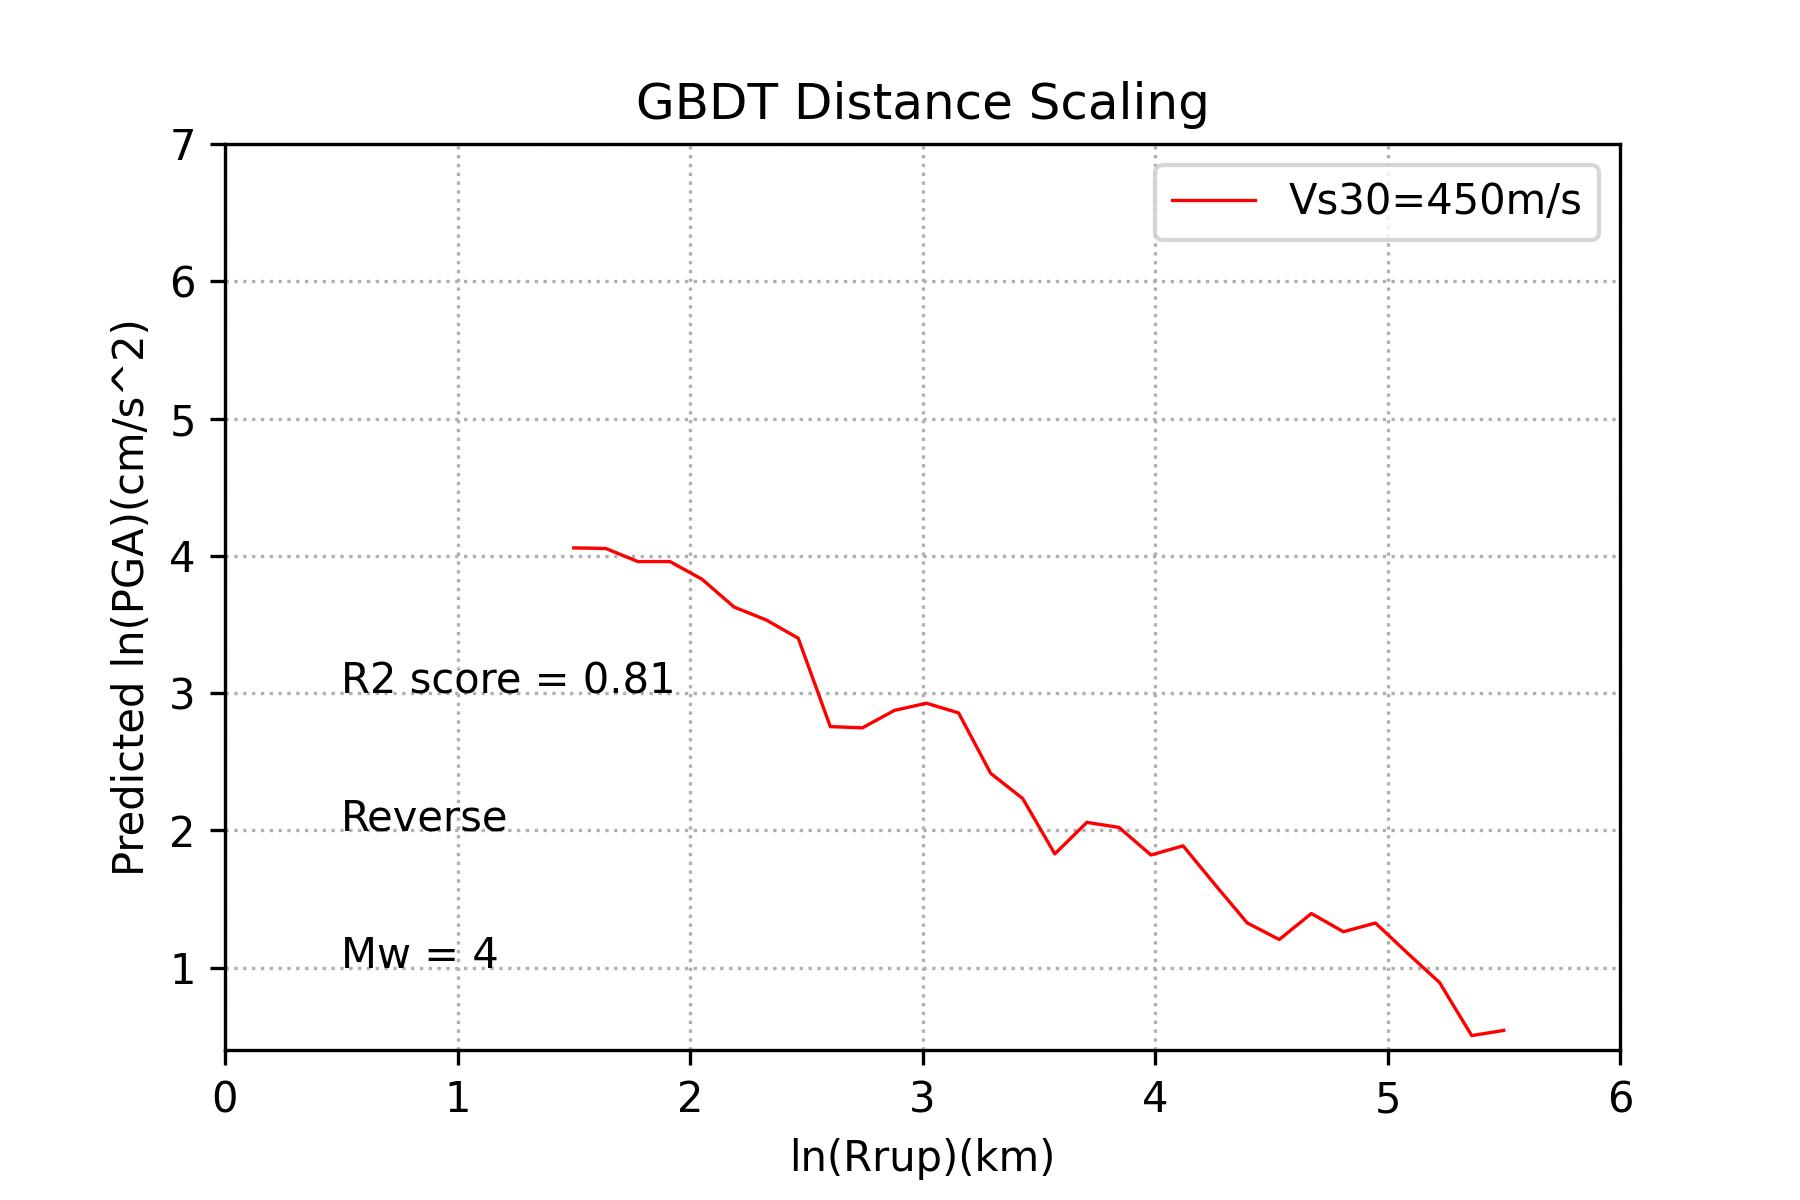 GBDT Distance Scaling
7
6
5
4
3
2
1
Predicted ln(PGA)(cm/s^2)
Vs30=450m/s
R2 score = 0.81
Reverse
Mw = 4
0 1 2 3 4 5 6
ln(Rrup)(km)